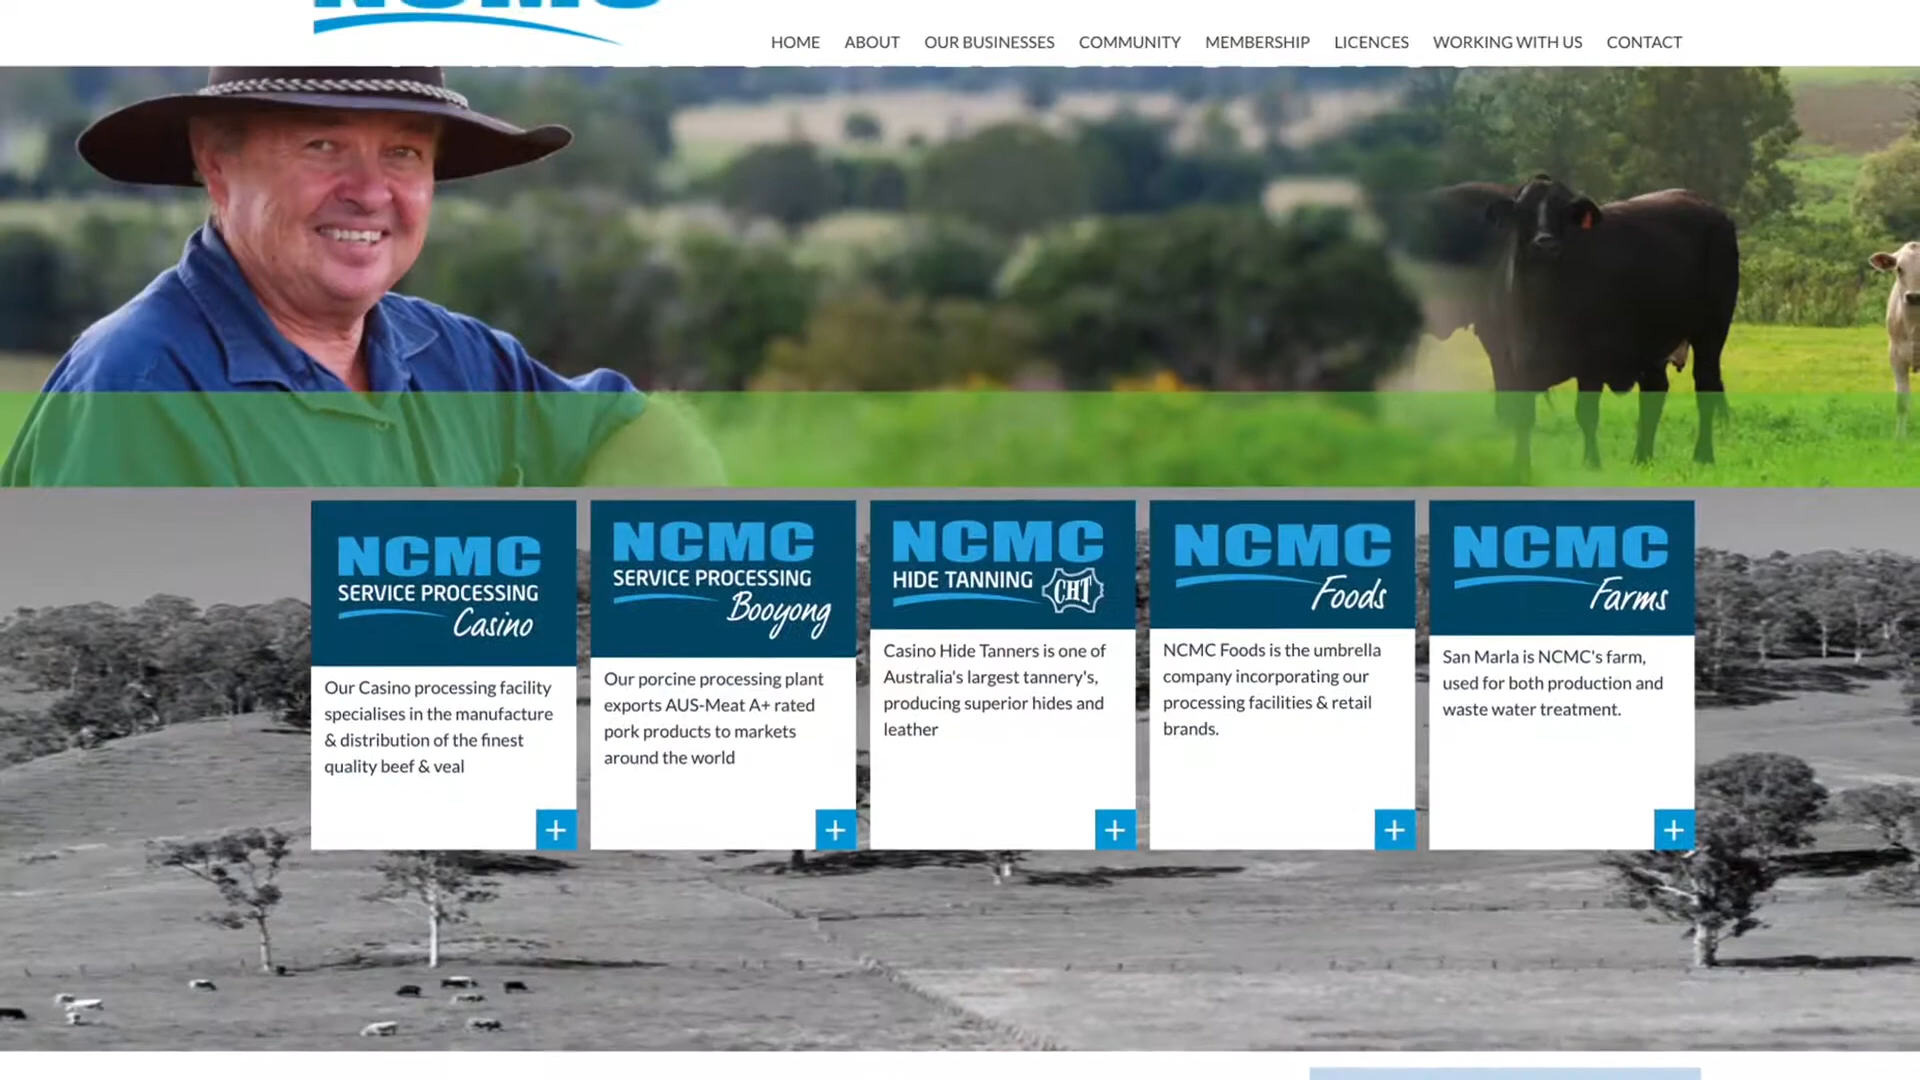 NCMC
HOME ABOUT OUR BUSINESSES COMMUNITY MEMBERSHIP LICENCES WORKING WITH US CONTACT
NCMC
SERVICE PROCESSING
Casino
Our Casino processing facility
specialises in the manufacture
& distribution of the finest
quality beef & veal
+
NCMC
SERVICE PROCESSING
Booyong
Our porcine processing plant
exports AUS-Meat A+ rated
pork products to markets
around the world
+
NCMC
HIDE TANNING
CHT
Casino Hide Tanners is one of
Australia's largest tannery's,
producing superior hides and
leather
+
NCMC
Foods
NCMC Foods is the umbrella
company incorporating our
processing facilities & retail
brands.
+
NCMC
Farms
San Marla is NCMC's farm,
used for both production and
waste water treatment.
+